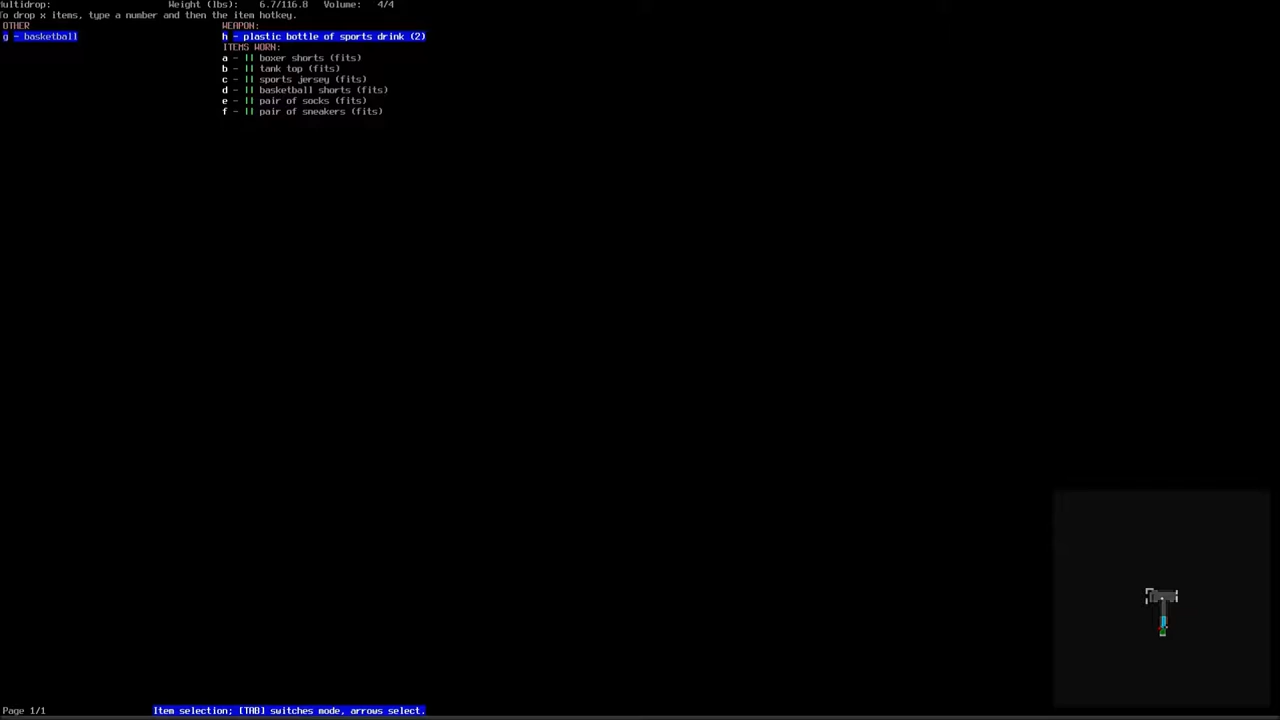 Multidrop: Weight (lbs): 6.7/116.8 Volume: 4/4
To drop x items, type a number and then the item hotkey.
OTHER WEAPON:
g - basketball h - plastic bottle of sports drink (2)
ITEMS WORN:
a - || boxer shorts (fits)
b - || tank top (fits)
c - || sports jersey (fits)
d - || basketball shorts (fits)
e - || pair of socks (fits)
f - || pair of sneakers (fits)
Page 1/1 Item selection; [TAB] switches mode, arrows select.